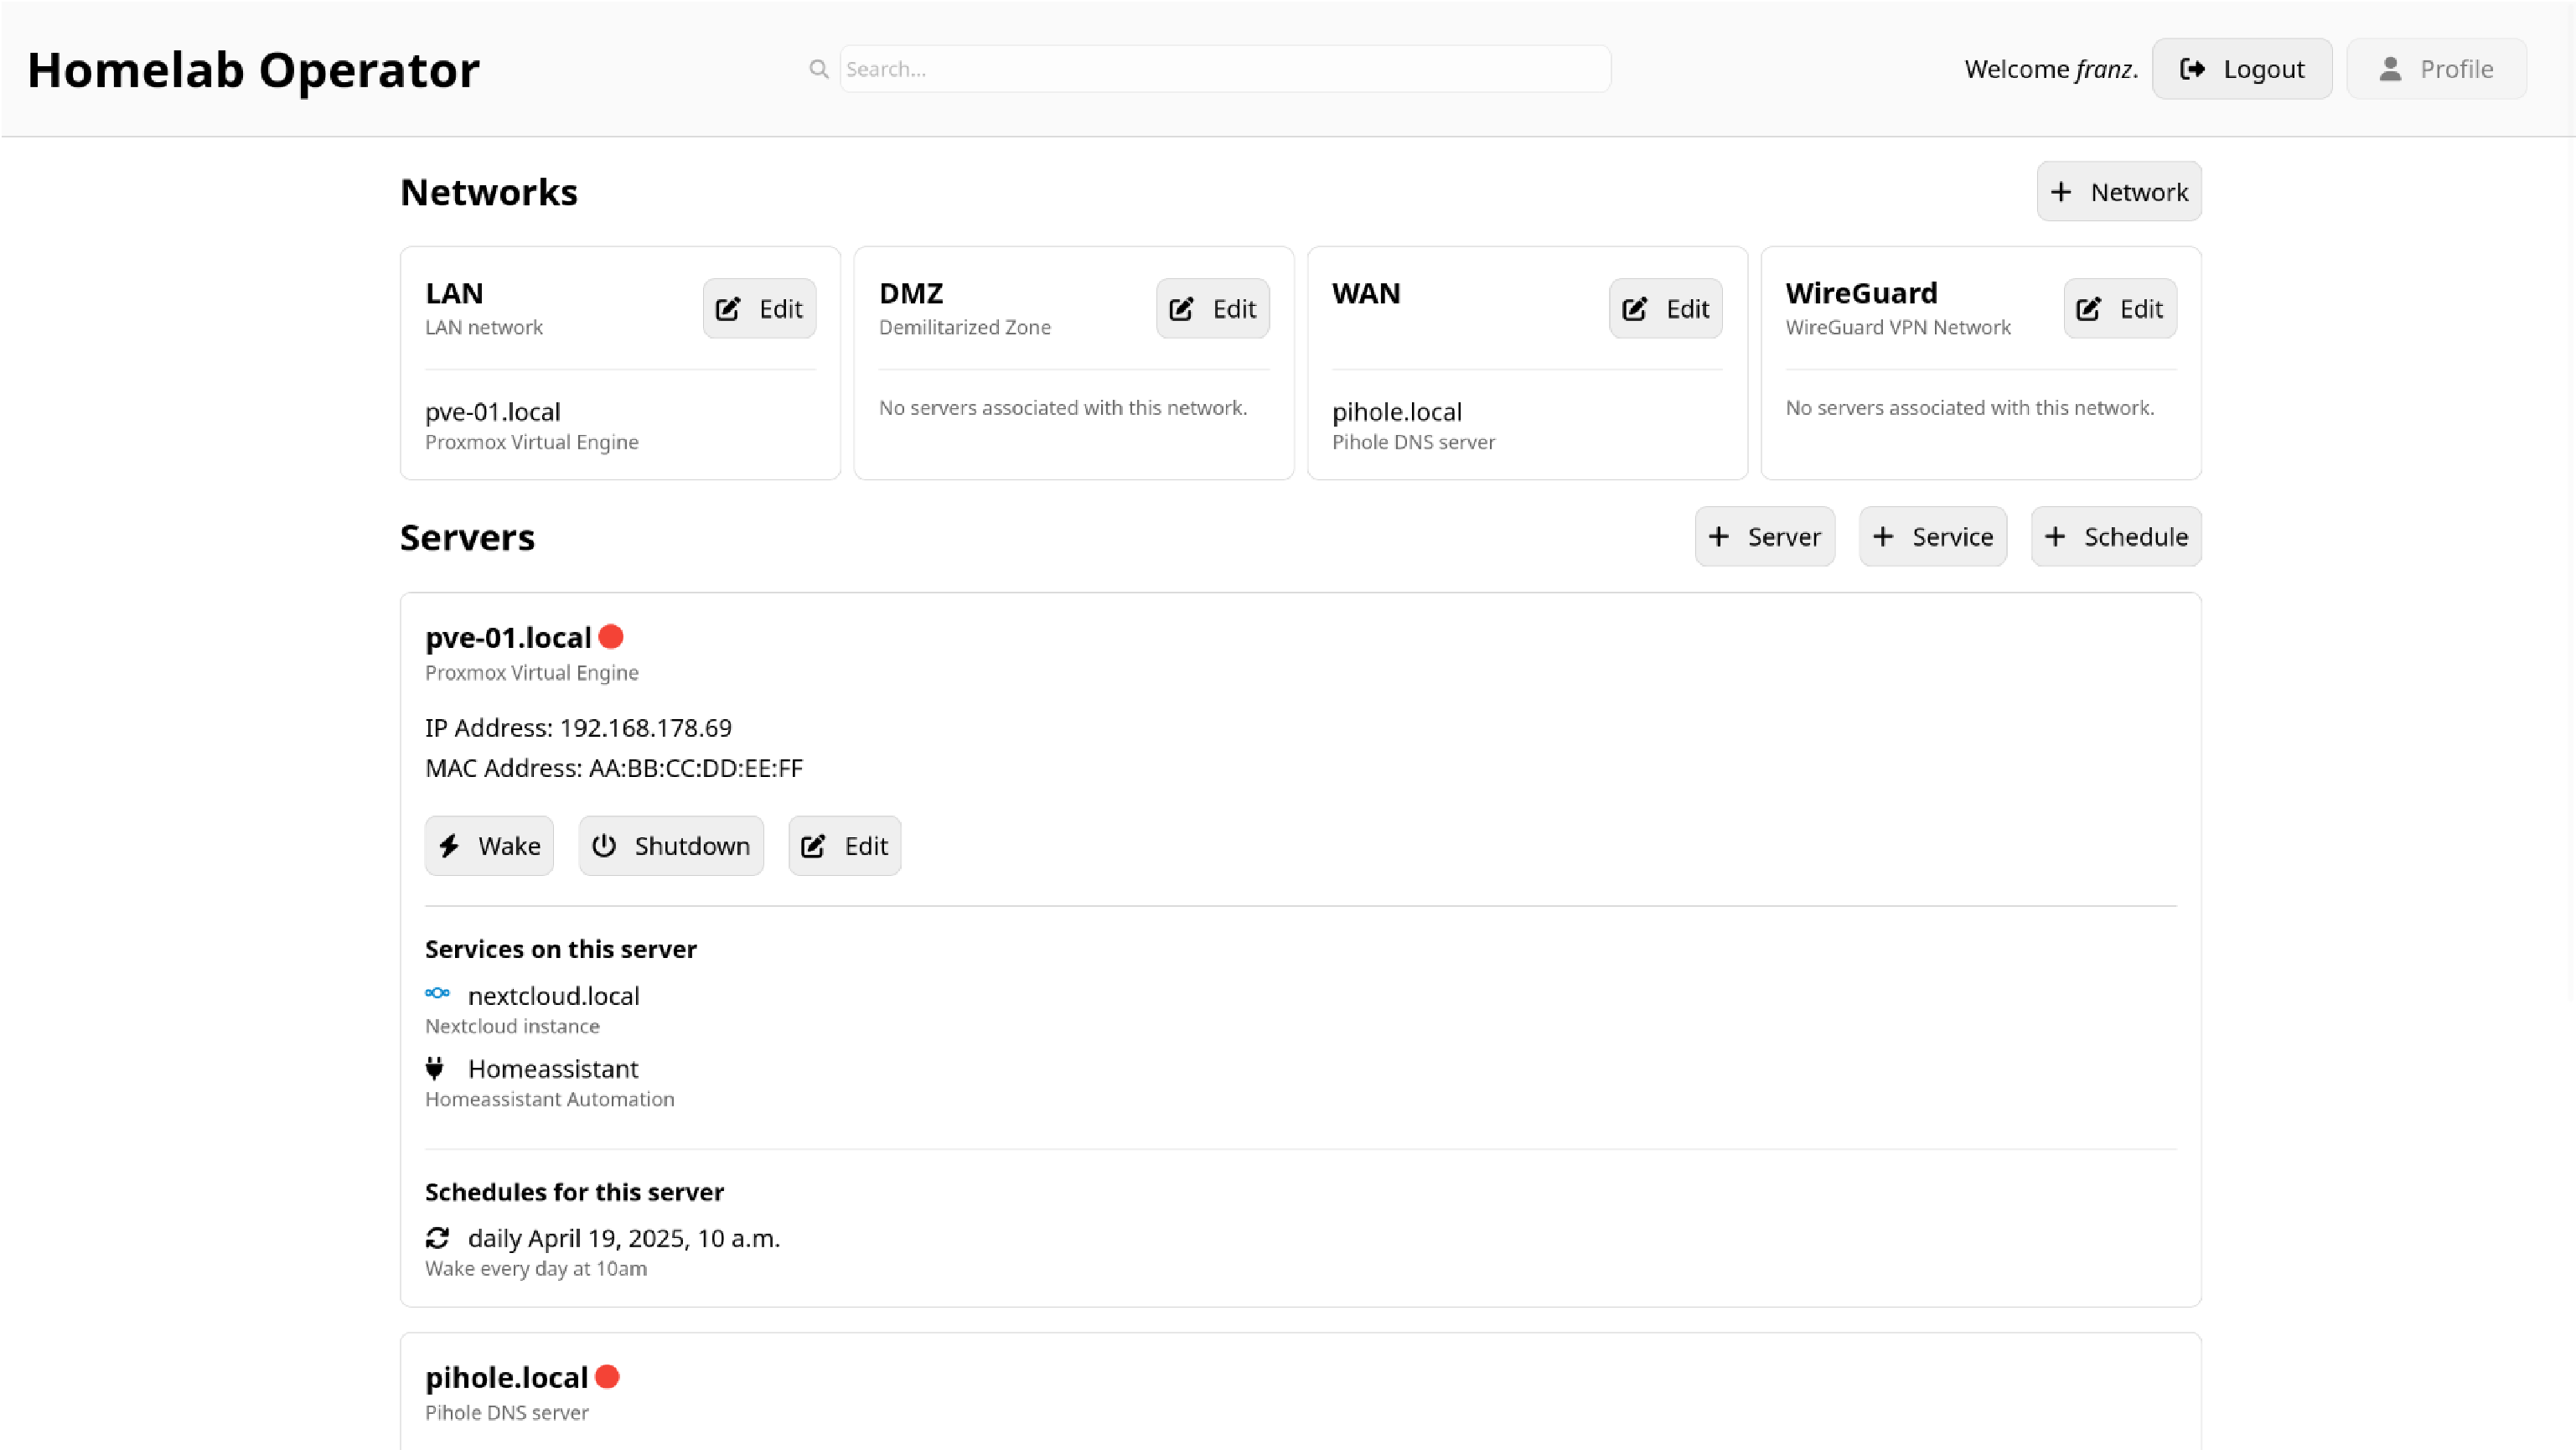 Homelab Operator
Search...
Welcome franz.
Logout
Profile
Networks
Network
LAN
LAN network
Edit
pve-01.local
Proxmox Virtual Engine
DMZ
Demilitarized Zone
Edit
No servers associated with this network.
WAN
Edit
pihole.local
Pihole DNS server
WireGuard
WireGuard VPN Network
Edit
No servers associated with this network.
Servers
Server
Service
Schedule
pve-01.local
Proxmox Virtual Engine
IP Address: 192.168.178.69
MAC Address: AA:BB:CC:DD:EE:FF
Wake
Shutdown
Edit
Services on this server
nextcloud.local
Nextcloud instance
Homeassistant
Homeassistant Automation
Schedules for this server
daily April 19, 2025, 10 a.m.
Wake every day at 10am
pihole.local
Pihole DNS server